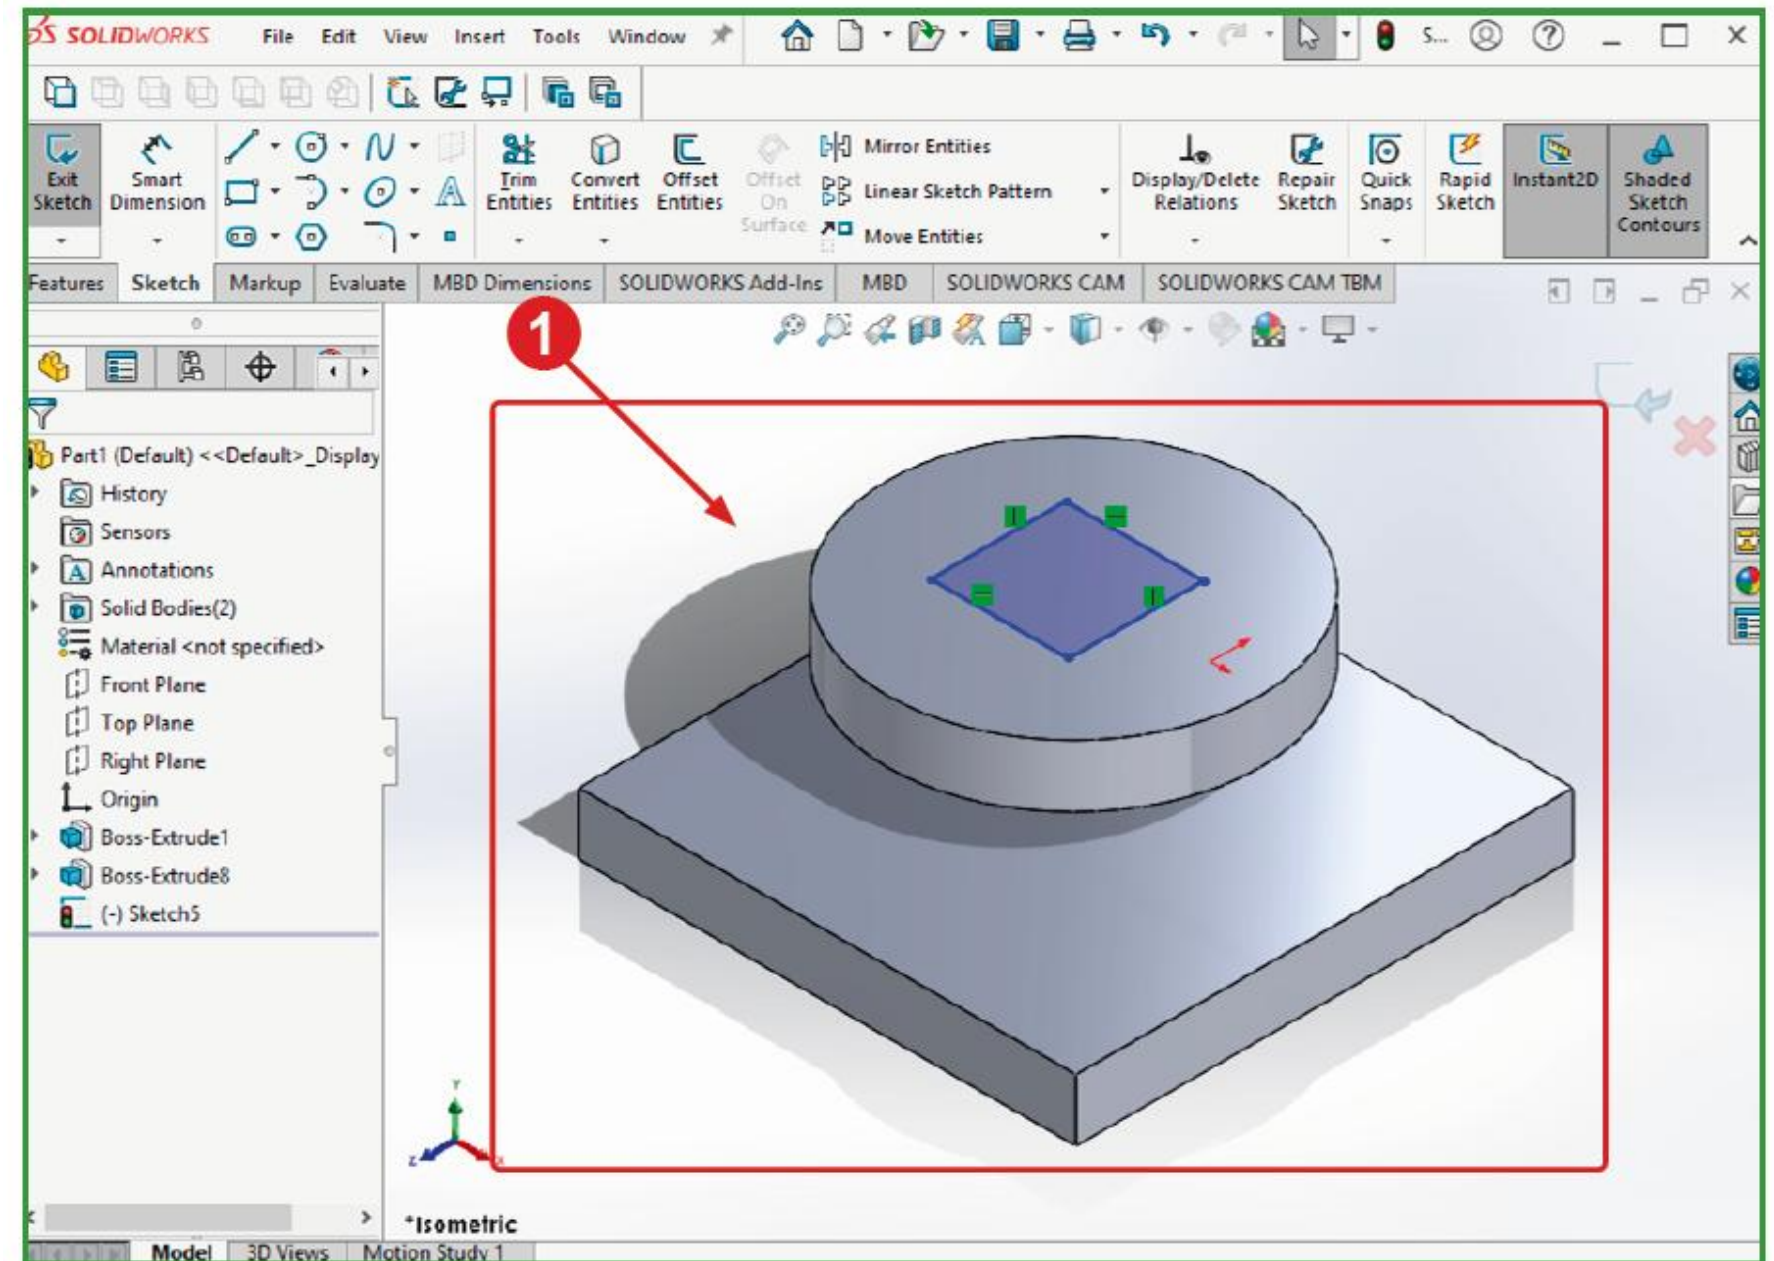 SOLIDWORKS File Edit View Insert Tools Window S...
Exit Sketch
Smart Dimension
Trim Entities
Convert Entities
Offset Entities
Offset On Surface
Mirror Entities
Linear Sketch Pattern
Move Entities
Display/Delete Relations
Repair Sketch
Quick Snaps
Rapid Sketch
Instant2D
Shaded Sketch Contours
Features Sketch Markup Evaluate MBD Dimensions SOLIDWORKS Add-Ins MBD SOLIDWORKS CAM SOLIDWORKS CAM TBM
1
Part1 (Default) <<Default>_Display
History
Sensors
Annotations
Solid Bodies(2)
Material <not specified>
Front Plane
Top Plane
Right Plane
Origin
Boss-Extrude1
Boss-Extrude8
(-) Sketch5
Y
Z
X
*Isometric
Model 3D Views Motion Study 1